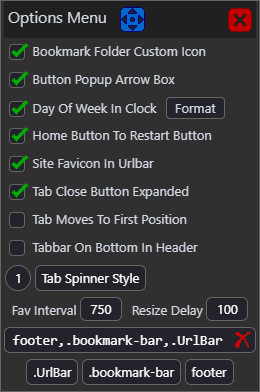 Options Menu
Bookmark Folder Custom Icon
Button Popup Arrow Box
Day Of Week In Clock Format
Home Button To Restart Button
Site Favicon In Urlbar
Tab Close Button Expanded
Tab Moves To First Position
Tabbar On Bottom In Header
1 Tab Spinner Style
Fav Interval 750 Resize Delay 100
footer,.bookmark-bar,.UrlBar
.UrlBar .bookmark-bar footer